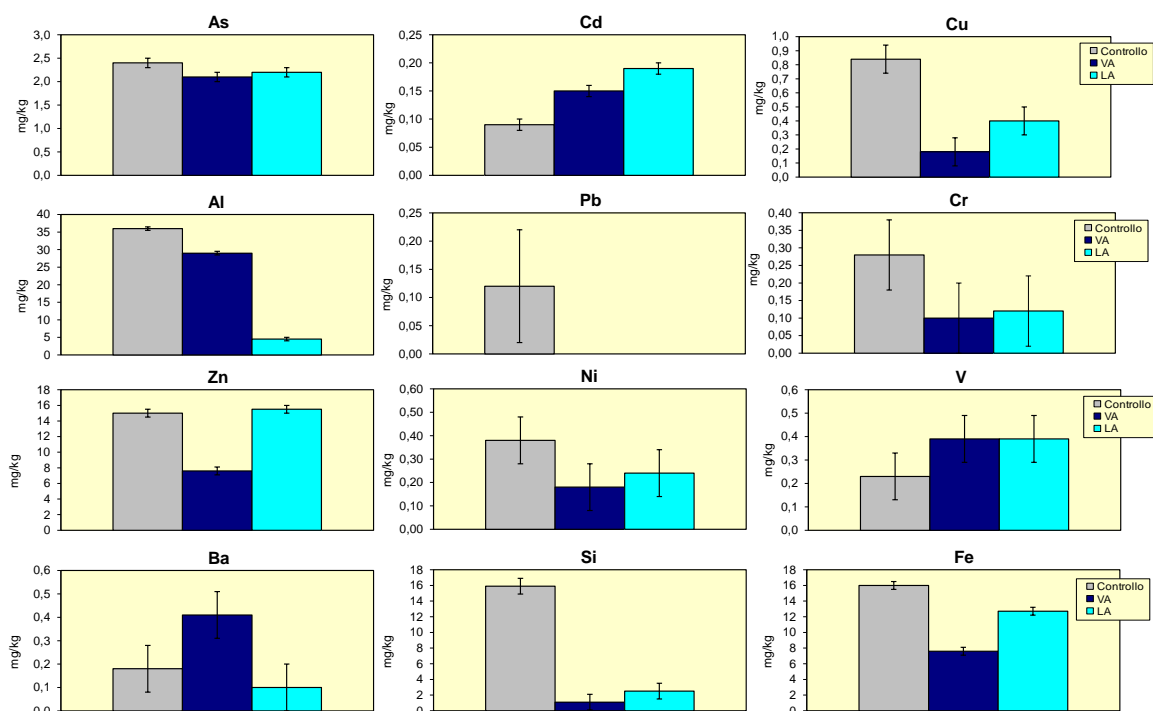 As
mg/kg
3,0
2,5
2,0
1,5
1,0
0,5
0,0
Cd
mg/kg
0,25
0,20
0,15
0,10
0,05
0,00
Cu
mg/kg
1,0
0,9
0,8
0,7
0,6
0,5
0,4
0,3
0,2
0,1
0,0
Controllo
VA
LA
Al
mg/kg
40
35
30
25
20
15
10
5
0
Pb
mg/kg
0,25
0,20
0,15
0,10
0,05
0,00
Cr
mg/kg
0,40
0,35
0,30
0,25
0,20
0,15
0,10
0,05
0,00
Controllo
VA
LA
Zn
mg/kg
18
16
14
12
10
8
6
4
2
0
Ni
mg/kg
0,60
0,50
0,40
0,30
0,20
0,10
0,00
V
mg/kg
0,6
0,5
0,4
0,3
0,2
0,1
0,0
Controllo
VA
LA
Ba
mg/kg
0,6
0,5
0,4
0,3
0,2
0,1
0,0
Si
mg/kg
18
16
14
12
10
8
6
4
2
0
Fe
mg/kg
18
16
14
12
10
8
6
4
2
0
Controllo
VA
LA